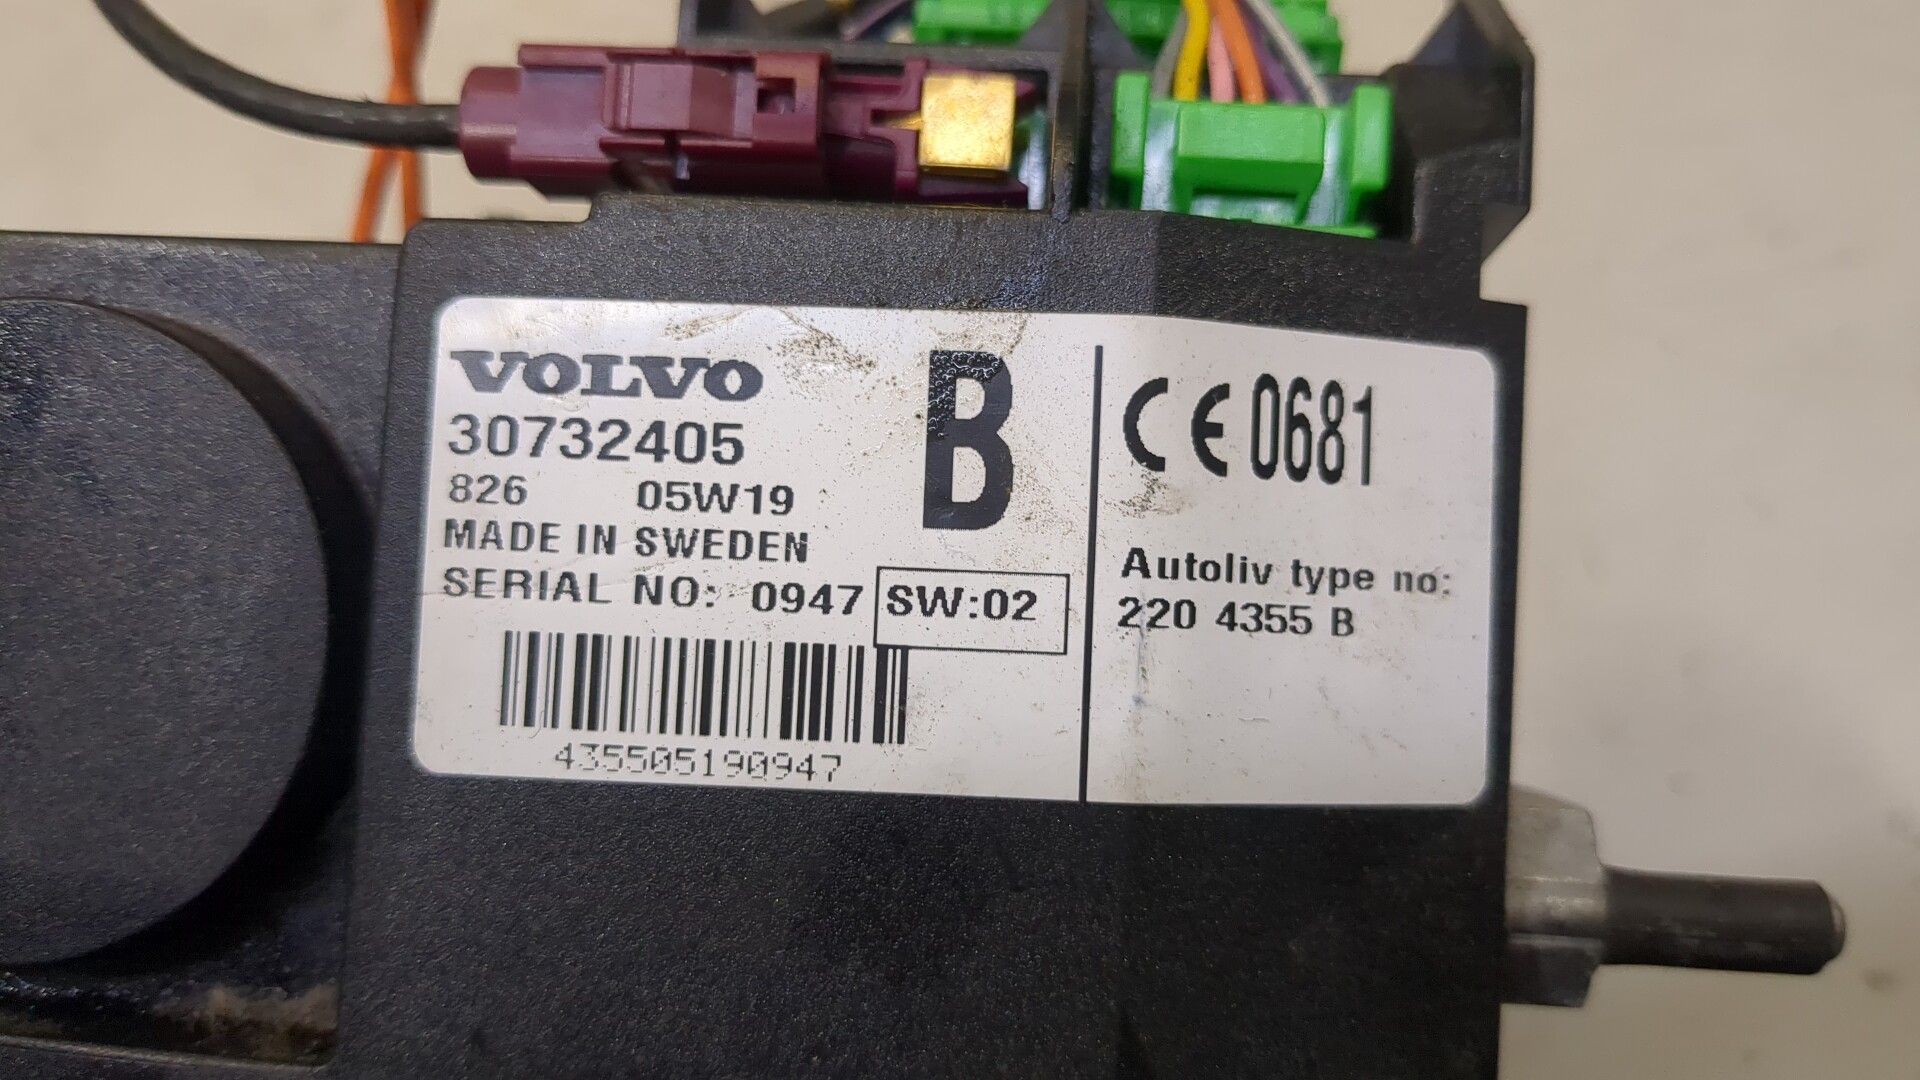 VOLVO
30732405
826 05W19
MADE IN SWEDEN
SERIAL NO: 0947 SW:02
435505190947
B
CE 0681
Autoliv type no:
220 4355 B